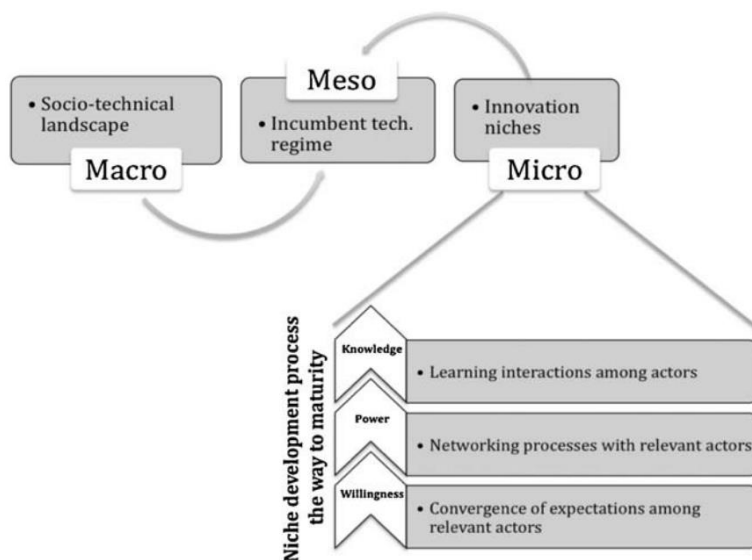 Meso
• Socio-technical
landscape
Macro
• Incumbent tech.
regime
• Innovation
niches
Micro
Niche development process
the way to maturity
Knowledge
• Learning interactions among actors
Power
• Networking processes with relevant actors
Willingness
• Convergence of expectations among
relevant actors